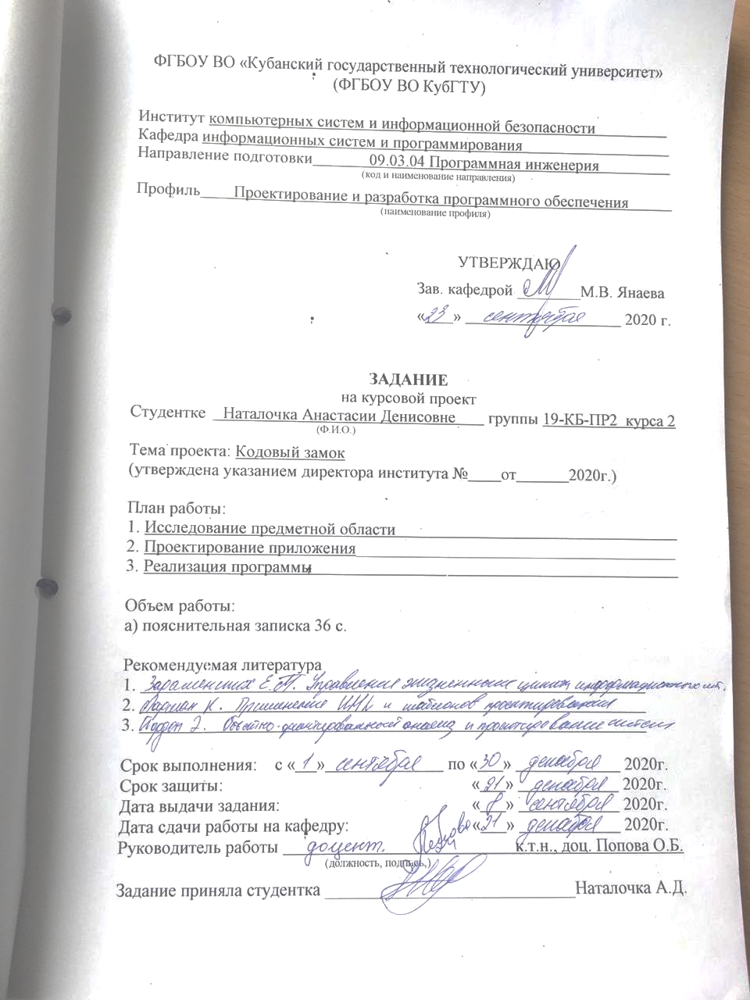 ФГБОУ ВО «Кубанский государственный технологический университет»
(ФГБОУ ВО КубГТУ)
Институт компьютерных систем и информационной безопасности
Кафедра информационных систем и программирования
Направление подготовки 09.03.04 Программная инженерия
(код и наименование направления)
Профиль Проектирование и разработка программного обеспечения
(наименование профиля)
УТВЕРЖДАЮ
Зав. кафедрой М.В. Янаева
«23» сентября 2020 г.
ЗАДАНИЕ
на курсовой проект
Студентке Наталочка Анастасии Денисовне группы 19-КБ-ПР2 курса 2
(Ф.И.О.)
Тема проекта: Кодовый замок
(утверждена указанием директора института №____от______2020г.)
План работы:
1. Исследование предметной области
2. Проектирование приложения
3. Реализация программы
Объем работы:
а) пояснительная записка 36 с.
Рекомендуемая литература
1. Зараменских Е.П. Управление жизненным циклом информационного
2. Ларман К. Применение UML и шаблонов проектирования
3. Йордон Э. Объектно-ориентированный анализ и проектирование систем
Срок выполнения: с «1» сентября по «30» декабря 2020г.
Срок защиты: «21» декабря 2020г.
Дата выдачи задания: «8» сентября 2020г.
Дата сдачи работы на кафедру: «21» декабря 2020г.
Руководитель работы доцент. Попова к.т.н., доц. Попова О.Б.
(должность, подпись,)
Задание приняла студентка Наталочка А.Д.